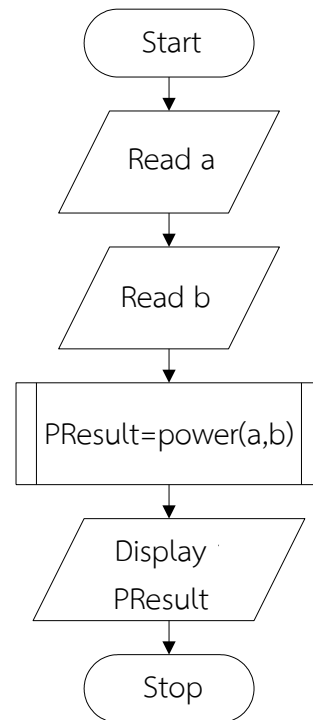 Start
Read a
Read b
PResult=power(a,b)
Display
PResult
Stop